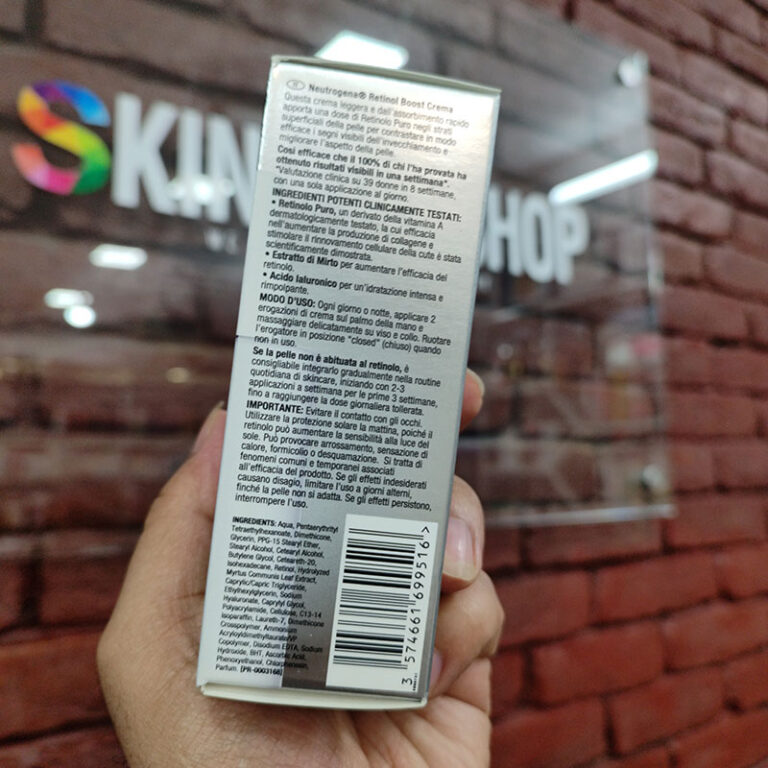 SKIN
HOP
Neutrogena® Retinol Boost Crema
Questa crema leggera e dall'assorbimento rapido
apporta una dose di Retinolo Puro negli strati
superficiali della pelle per contrastare in modo
efficace i segni visibili dell'invecchiamento e
migliorare l'aspetto della pelle.
Così efficace che il 100% di chi l'ha provata ha
ottenuto risultati visibili in una settimana*.
*Valutazione clinica su 39 donne in 8 settimane,
con una sola applicazione al giorno.
INGREDIENTI POTENTI CLINICAMENTE TESTATI:
• Retinolo Puro, un derivato della vitamina A
dermatologicamente testato, la cui efficacia
nell'aumentare la produzione di collagene e
stimolare il rinnovamento cellulare della cute è stata
scientificamente dimostrata.
• Estratto di Mirto per aumentare l'efficacia del
retinolo.
• Acido Ialuronico per un'idratazione intensa e
rimpolpante.
MODO D'USO: Ogni giorno o notte, applicare 2
erogazioni di crema sul palmo della mano e
massaggiare delicatamente su viso e collo. Ruotare
l'erogatore in posizione "closed" (chiuso) quando
non in uso.
Se la pelle non è abituata al retinolo, è
consigliabile integrarlo gradualmente nella routine
quotidiana di skincare, iniziando con 2-3
applicazioni a settimana per le prime 3 settimane,
fino a raggiungere la dose giornaliera tollerata.
IMPORTANTE: Evitare il contatto con gli occhi.
Utilizzare la protezione solare la mattina, poiché il
retinolo può aumentare la sensibilità alla luce del
sole. Può provocare arrossamento, sensazione di
calore, formicolio o desquamazione. Si tratta di
fenomeni comuni e temporanei associati
all'efficacia del prodotto. Se gli effetti indesiderati
causano disagio, limitare l'uso a giorni alterni,
finché la pelle non si adatta. Se gli effetti persistono,
interrompere l'uso.
INGREDIENTS: Aqua, Pentaerythrityl
Tetraethylhexanoate, Dimethicone,
Glycerin, PPG-15 Stearyl Ether,
Stearyl Alcohol, Cetearyl Alcohol,
Butylene Glycol, Ceteareth-20,
Isohexadecane, Retinol, Hydrolyzed
Myrtus Communis Leaf Extract,
Caprylic/Capric Triglyceride,
Ethylhexylglycerin, Sodium
Hyaluronate, Caprylyl Glycol,
Polyacrylamide, Cellulose, C13-14
Isoparaffin, Laureth-7, Dimethicone
Crosspolymer, Ammonium
Acryloyldimethyltaurate/VP
Copolymer, Disodium EDTA, Sodium
Hydroxide, BHT, Ascorbic Acid,
Phenoxyethanol, Chlorphenesin,
Parfum. [PR-0003168]
3 574661 699516 >